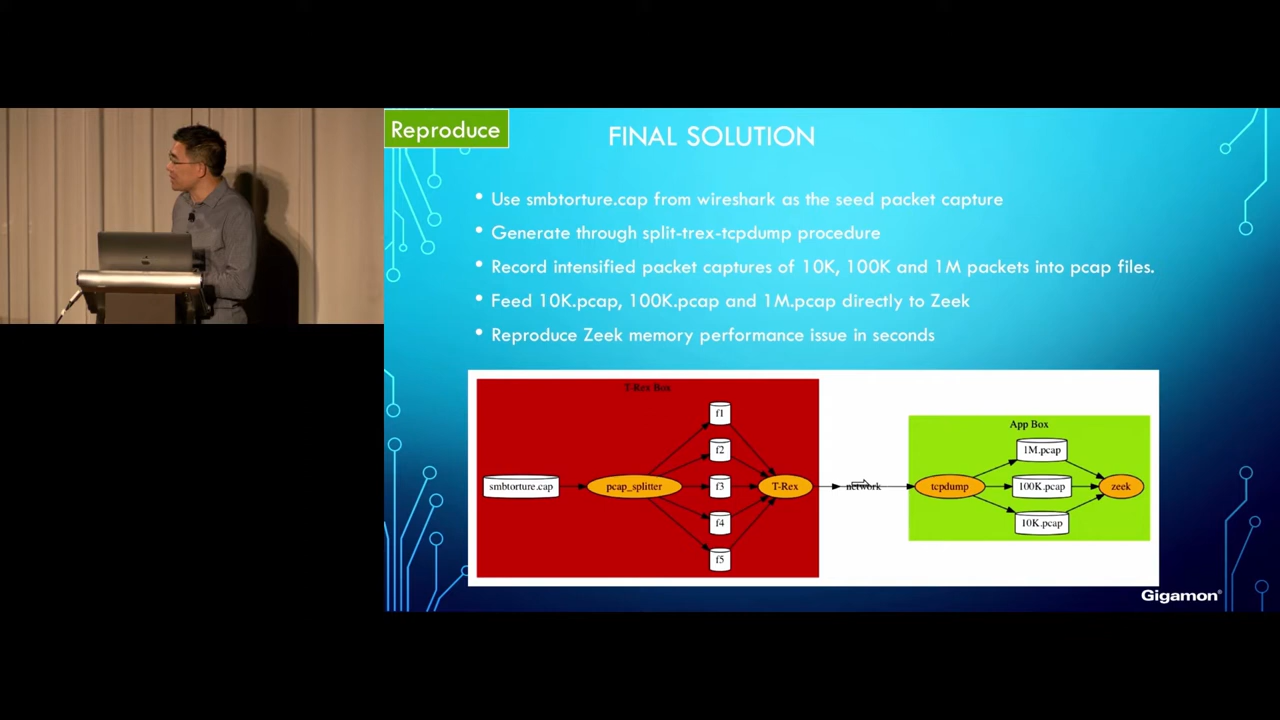 Reproduce
FINAL SOLUTION
• Use smbtorture.cap from wireshark as the seed packet capture
• Generate through split-trex-tcpdump procedure
• Record intensified packet captures of 10K, 100K and 1M packets into pcap files.
• Feed 10K.pcap, 100K.pcap and 1M.pcap directly to Zeek
• Reproduce Zeek memory performance issue in seconds
T-Rex Box
smbtorture.cap
pcap_splitter
f1
f2
f3
f4
f5
T-Rex
network
App Box
tcpdump
1M.pcap
100K.pcap
10K.pcap
zeek
Gigamon®